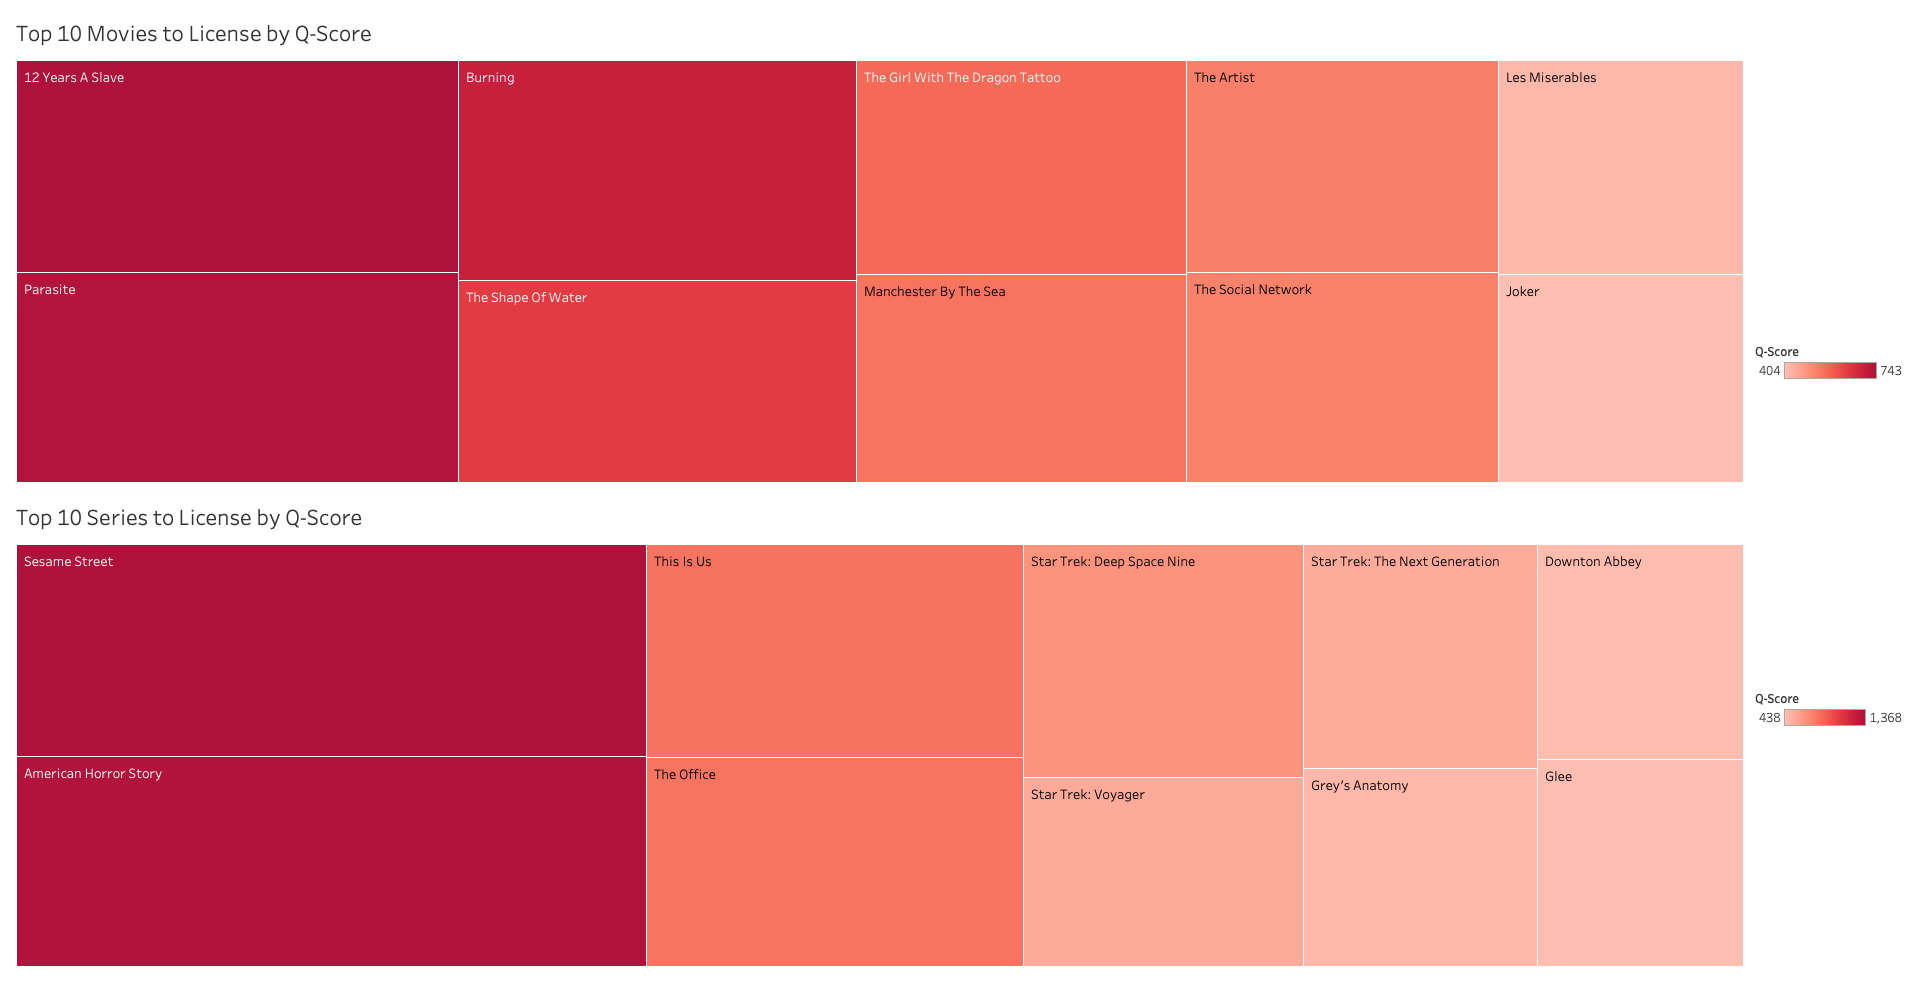 Top 10 Movies to License by Q-Score
12 Years A Slave
Burning
The Girl With The Dragon Tattoo
The Artist
Les Miserables
Parasite
The Shape Of Water
Manchester By The Sea
The Social Network
Joker
Q-Score
404 743
Top 10 Series to License by Q-Score
Sesame Street
This Is Us
Star Trek: Deep Space Nine
Star Trek: The Next Generation
Downton Abbey
American Horror Story
The Office
Star Trek: Voyager
Grey’s Anatomy
Glee
Q-Score
438 1,368